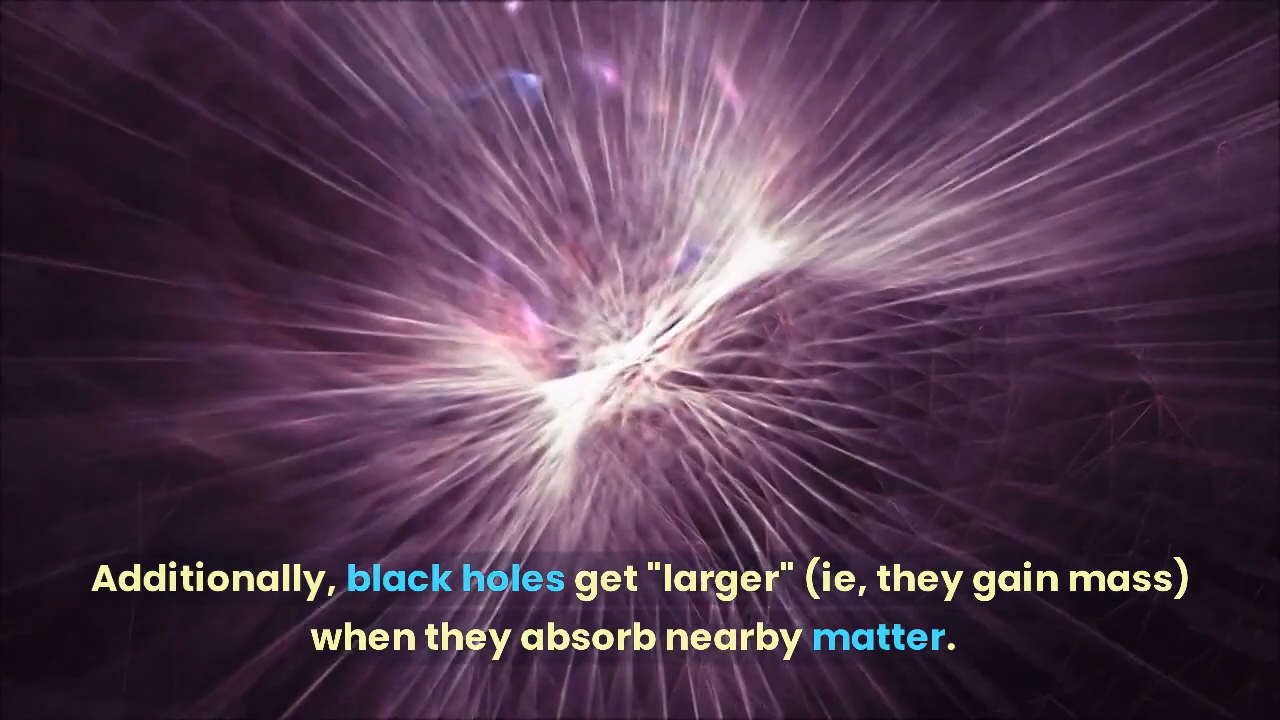 Additionally, black holes get "larger" (ie, they gain mass)
when they absorb nearby matter.